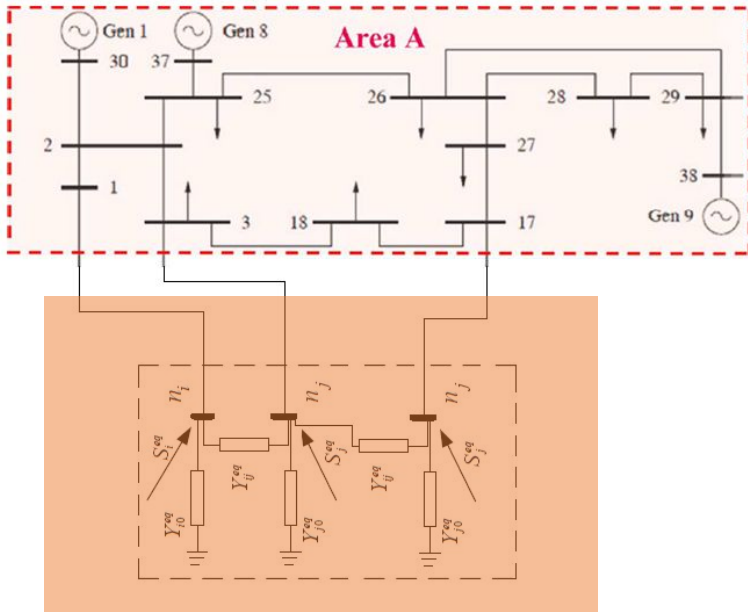 Gen 1
Gen 8
Area A
30
37
25
26
28
29
2
27
1
38
3
18
17
Gen 9
n_i
n_j
n_j
S_i^eq
Y_ij^eq
S_j^eq
Y_ij^eq
S_j^eq
Y_i0^eq
Y_j0^eq
Y_j0^eq